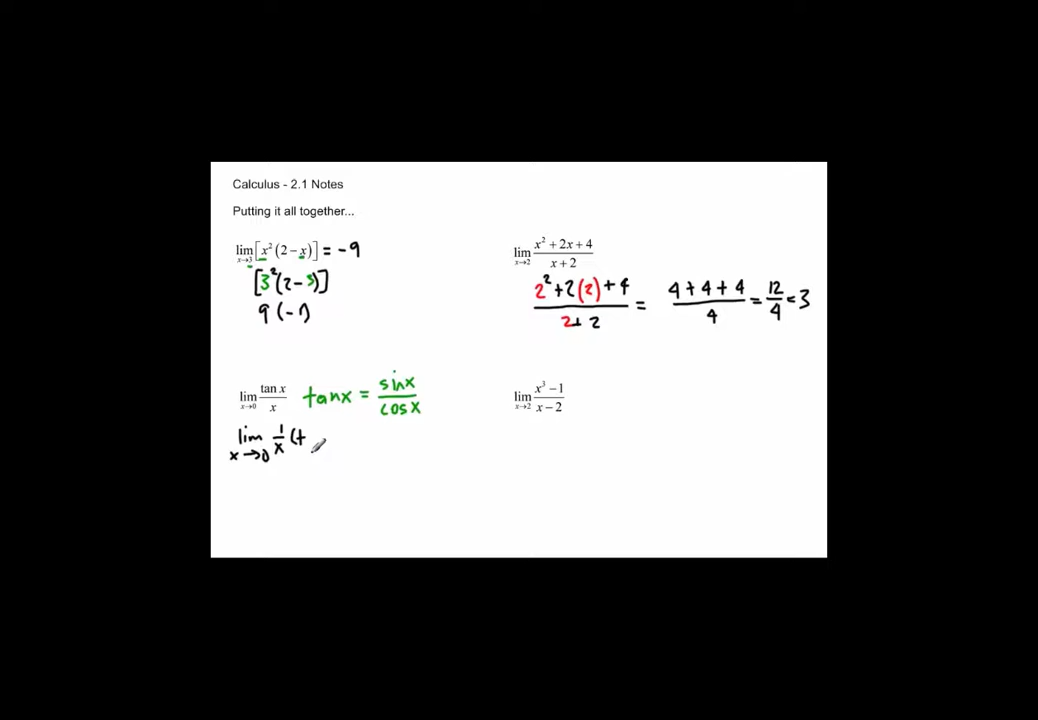 Calculus - 2.1 Notes
Putting it all together...
lim x→3 [x²(2−x)] = -9
[3²(2-3)]
9(-1)
lim x→2 (x² + 2x + 4)/(x + 2)
(2²+2(2)+4)/(2+2) = (4+4+4)/4 = 12/4 = 3
lim x→0 tan x/x tanx = sinx/cosx
lim x→0 1/x (t
lim x→2 (x³ − 1)/(x − 2)